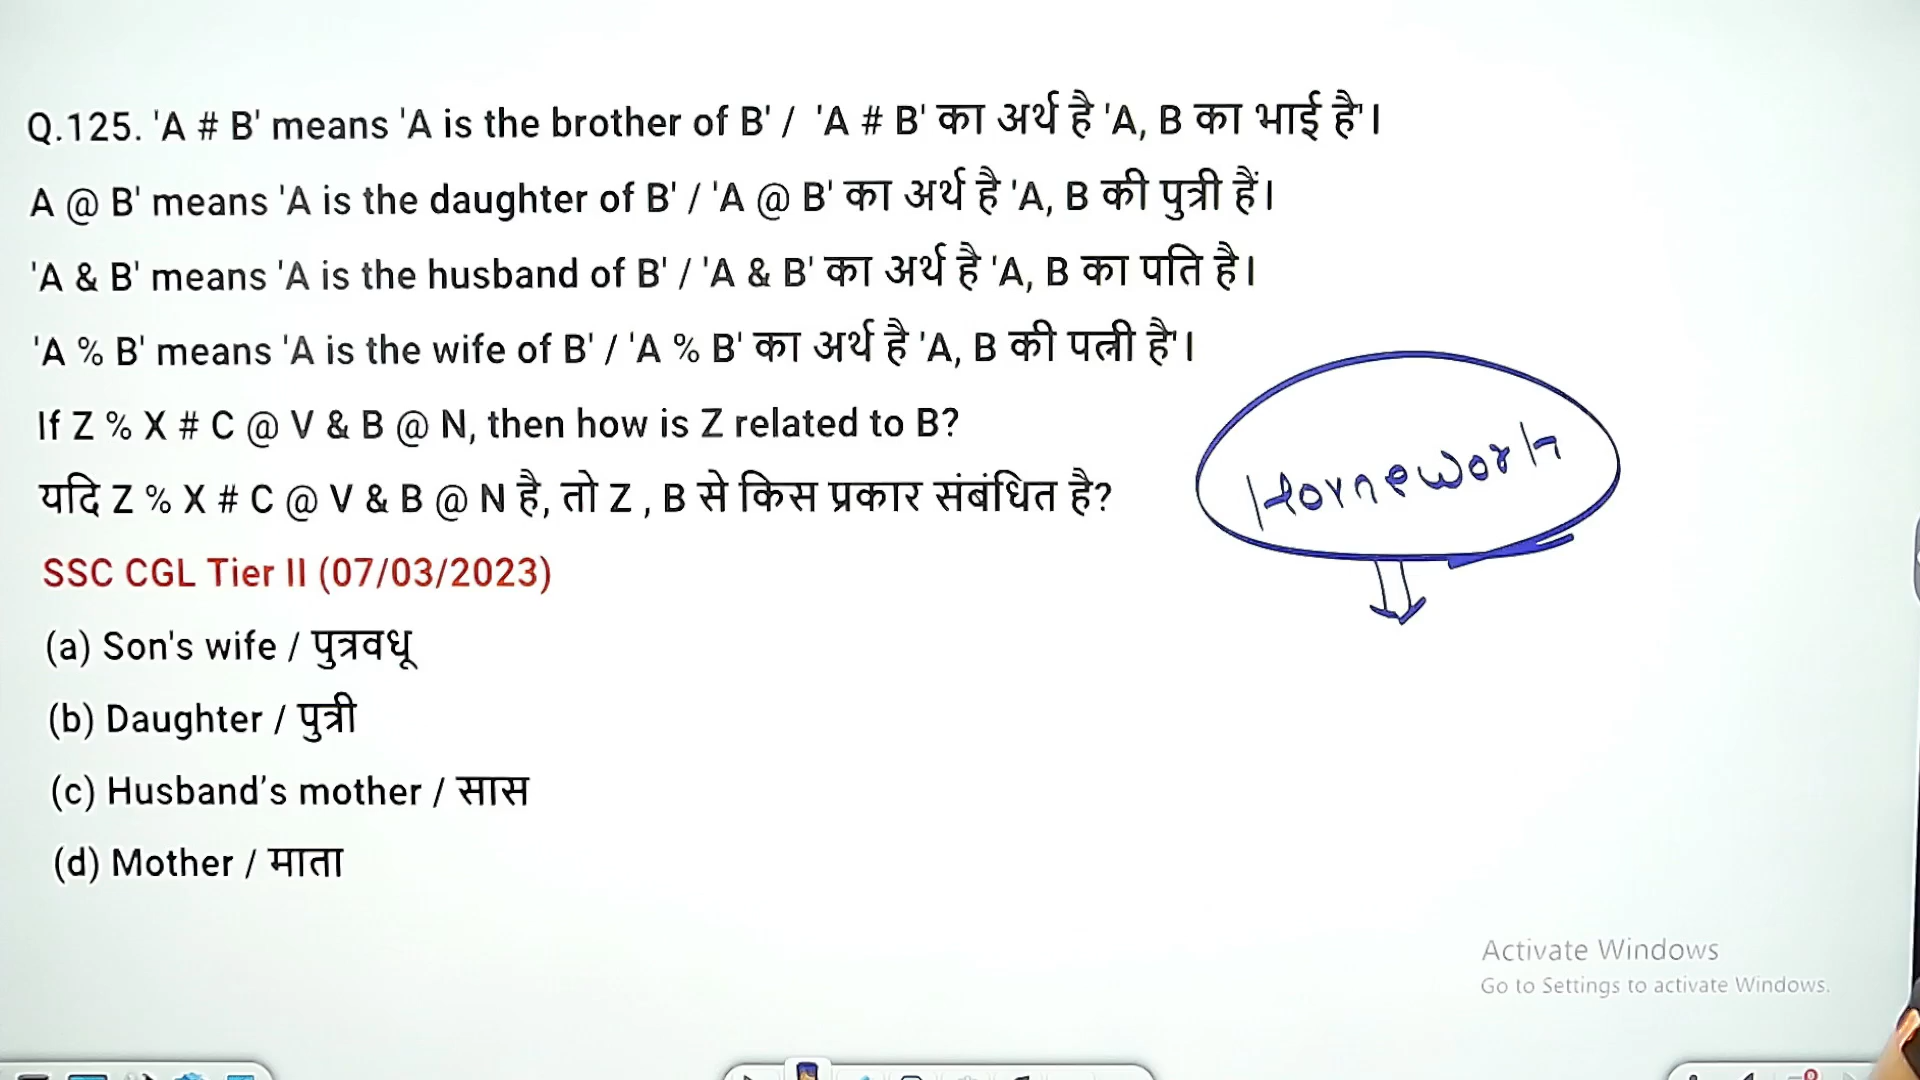 Q.125. 'A # B' means 'A is the brother of B' / 'A # B' का अर्थ है 'A, B का भाई है'।
A @ B' means 'A is the daughter of B' / 'A @ B' का अर्थ है 'A, B की पुत्री हैं।
'A & B' means 'A is the husband of B' / 'A & B' का अर्थ है 'A, B का पति है।
'A % B' means 'A is the wife of B' / 'A % B' का अर्थ है 'A, B की पत्नी है'।
If Z % X # C @ V & B @ N, then how is Z related to B?
यदि Z % X # C @ V & B @ N है, तो Z , B से किस प्रकार संबंधित है?
Homework
SSC CGL Tier II (07/03/2023)
(a) Son's wife / पुत्रवधू
(b) Daughter / पुत्री
(c) Husband's mother / सास
(d) Mother / माता
Activate Windows
Go to Settings to activate Windows.